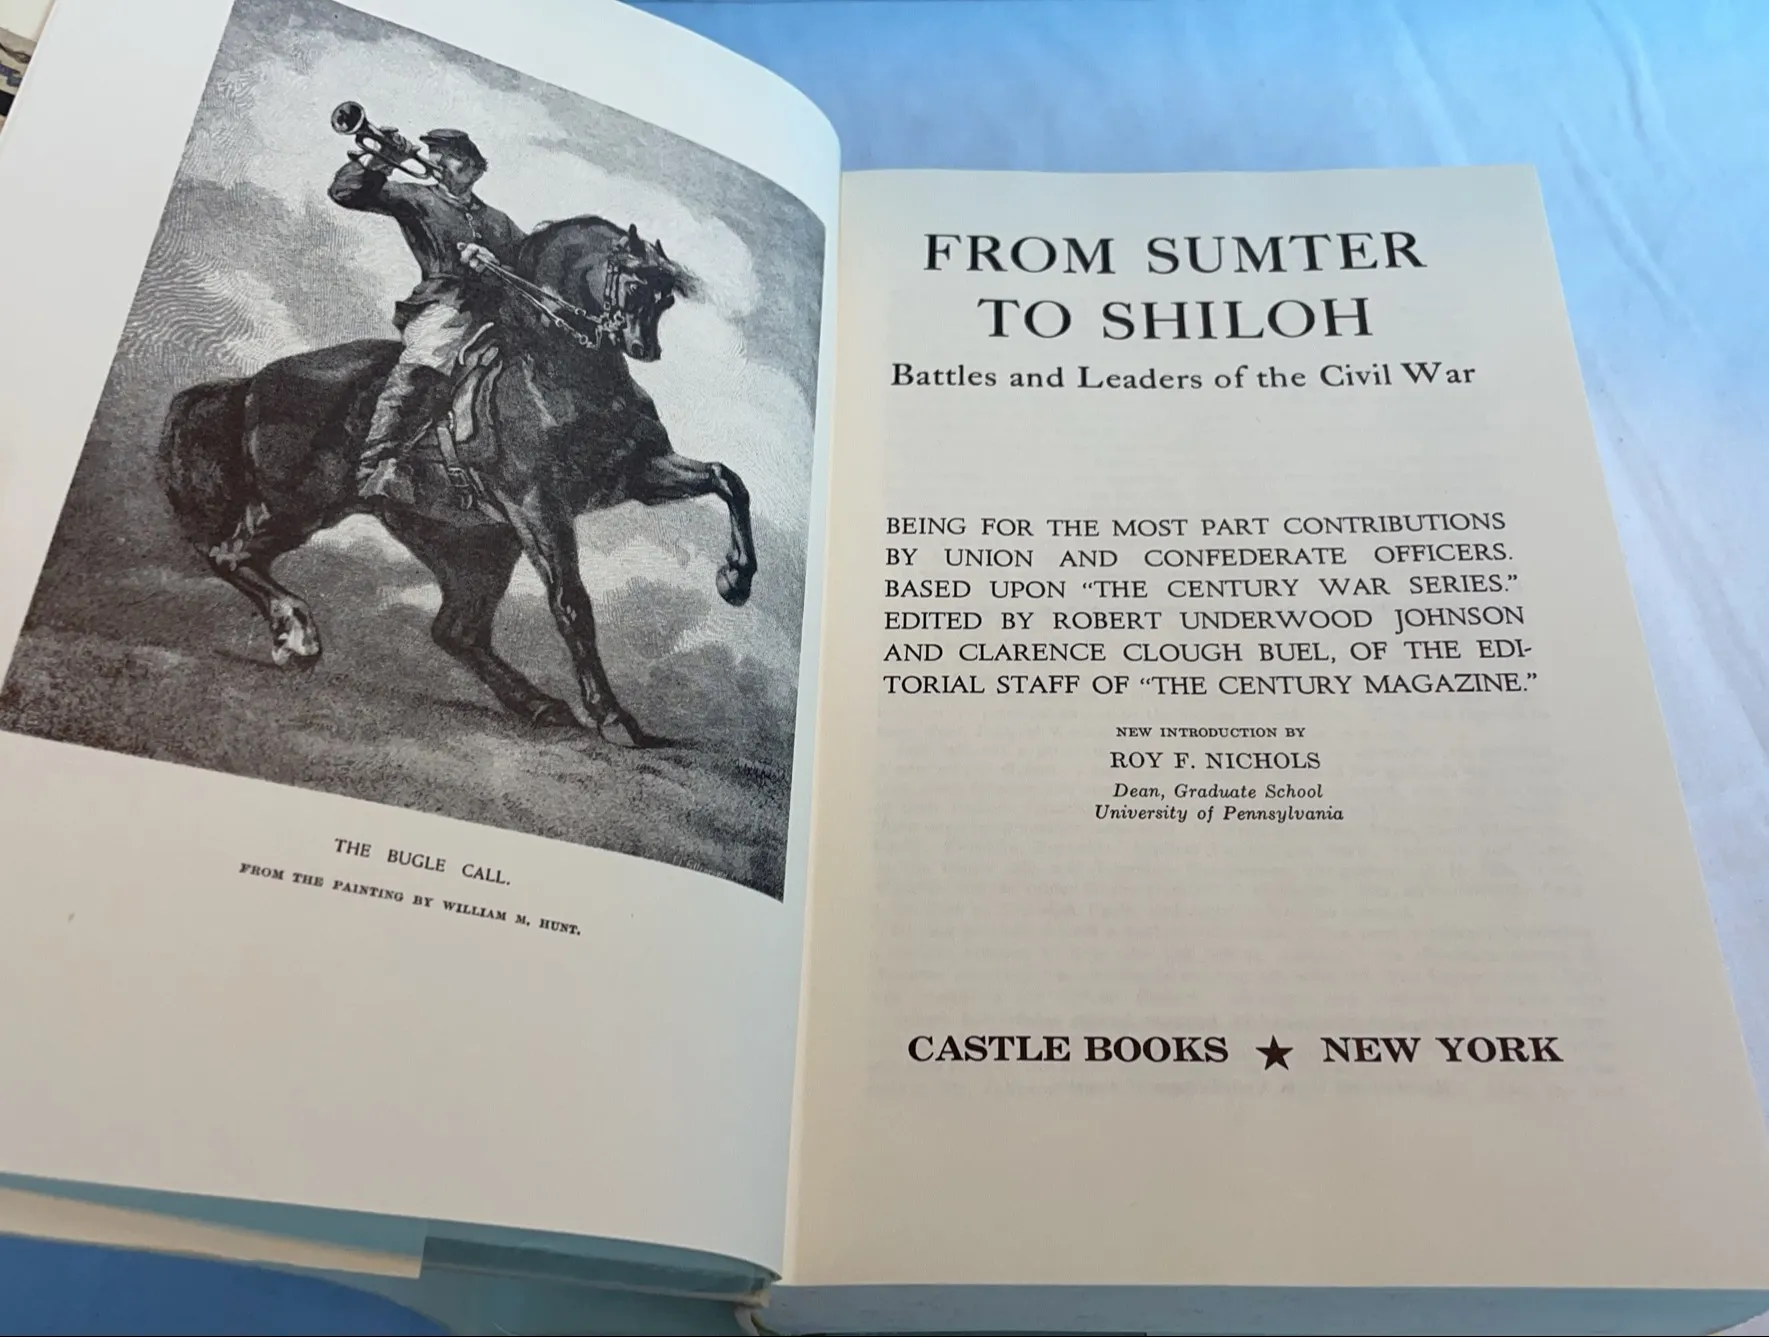 THE BUGLE CALL.
FROM THE PAINTING BY WILLIAM M. HUNT.
FROM SUMTER
TO SHILOH
Battles and Leaders of the Civil War
BEING FOR THE MOST PART CONTRIBUTIONS
BY UNION AND CONFEDERATE OFFICERS.
BASED UPON “THE CENTURY WAR SERIES.”
EDITED BY ROBERT UNDERWOOD JOHNSON
AND CLARENCE CLOUGH BUEL, OF THE EDI-
TORIAL STAFF OF “THE CENTURY MAGAZINE.”
NEW INTRODUCTION BY
ROY F. NICHOLS
Dean, Graduate School
University of Pennsylvania
CASTLE BOOKS ★ NEW YORK